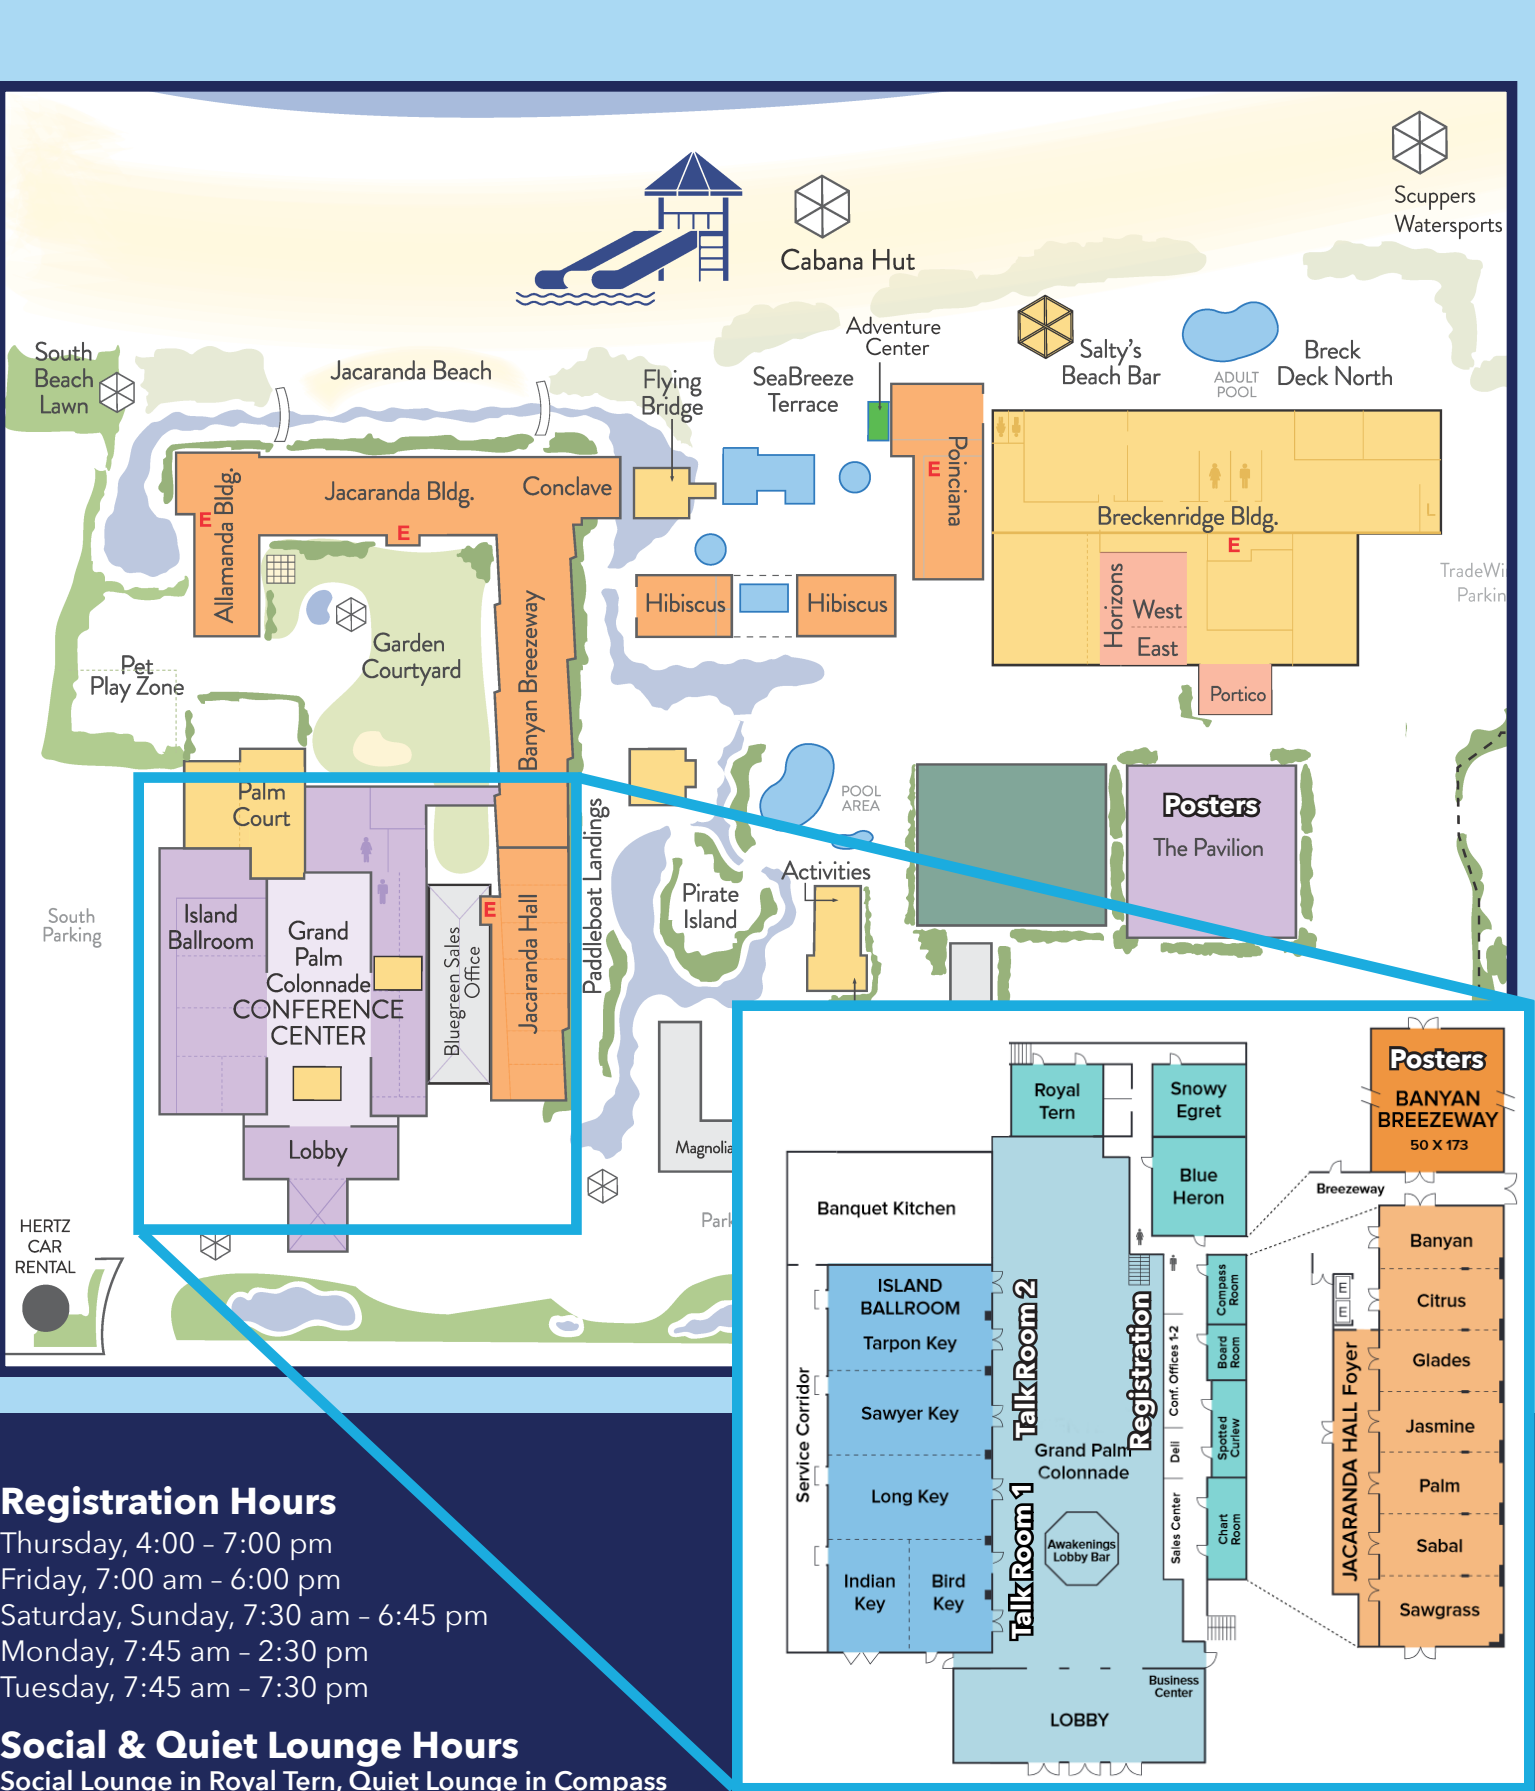 Scuppers
Watersports
Cabana Hut
Adventure
Center
Salty's
Beach Bar
ADULT
POOL
Breck
Deck North
South
Beach
Lawn
Jacaranda Beach
Flying
Bridge
SeaBreeze
Terrace
Allamanda Bldg.
E
Jacaranda Bldg.
E
Conclave
Poinciana
E
Breckenridge Bldg.
E
Horizons
West
East
Portico
TradeWi
Parkin
Hibiscus
Hibiscus
Banyan Breezeway
Garden
Courtyard
Pet
Play Zone
Palm
Court
POOL
AREA
Posters
The Pavilion
Paddleboat Landings
Pirate
Island
Activities
South
Parking
Island
Ballroom
Grand
Palm
Colonnade
CONFERENCE
CENTER
Bluegreen Sales
Office
E
Jacaranda Hall
Lobby
Magnolia
Park
HERTZ
CAR
RENTAL
Royal
Tern
Snowy
Egret
Blue
Heron
Posters
BANYAN
BREEZEWAY
50 X 173
Breezeway
Banquet Kitchen
Service Corridor
ISLAND
BALLROOM
Tarpon Key
Sawyer Key
Long Key
Indian
Key
Bird
Key
Talk Room 2
Talk Room 1
Registration
Grand Palm
Colonnade
Awakenings
Lobby Bar
Conf. Offices 1-2
Deli
Sales Center
Compass
Room
Board
Room
Spotted
Curlew
Chart
Room
E
E
JACARANDA HALL Foyer
Banyan
Citrus
Glades
Jasmine
Palm
Sabal
Sawgrass
Business
Center
LOBBY
Registration Hours
Thursday, 4:00 – 7:00 pm
Friday, 7:00 am – 6:00 pm
Saturday, Sunday, 7:30 am – 6:45 pm
Monday, 7:45 am – 2:30 pm
Tuesday, 7:45 am – 7:30 pm
Social & Quiet Lounge Hours
Social Lounge in Royal Tern, Quiet Lounge in Compass